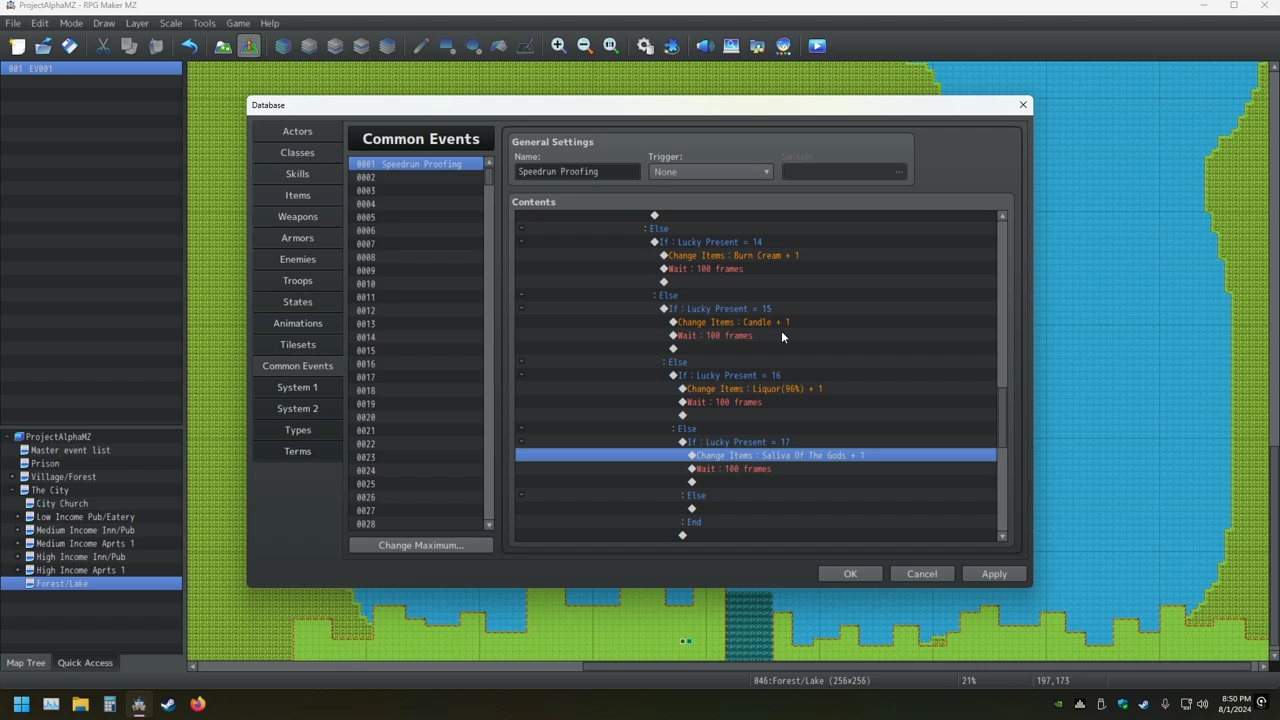 ProjectAlphaMZ - RPG Maker MZ
File Edit Mode Draw Layer Scale Tools Game Help
001 EV001
Database
Actors
Classes
Skills
Items
Weapons
Armors
Enemies
Troops
States
Animations
Tilesets
Common Events
System 1
System 2
Types
Terms
Common Events
0001 Speedrun Proofing
0002
0003
0004
0005
0006
0007
0008
0009
0010
0011
0012
0013
0014
0015
0016
0017
0018
0019
0020
0021
0022
0023
0024
0025
0026
0027
0028
Change Maximum...
General Settings
Name: Trigger: Switch:
Speedrun Proofing None ...
Contents
: Else
◆If：Lucky Present = 14
◆Change Items：Burn Cream + 1
◆Wait：100 frames
◆
: Else
◆If：Lucky Present = 15
◆Change Items：Candle + 1
◆Wait：100 frames
◆
: Else
◆If：Lucky Present = 16
◆Change Items：Liquor(96%) + 1
◆Wait：100 frames
◆
: Else
◆If：Lucky Present = 17
◆Change Items：Saliva Of The Gods + 1
◆Wait：100 frames
◆
: Else
◆
: End
◆
OK Cancel Apply
ProjectAlphaMZ
Master event list
Prison
Village/Forest
The City
City Church
Low Income Pub/Eatery
Medium Income Inn/Pub
Medium Income Aprts 1
High Income Inn/Pub
High Income Aprts 1
Forest/Lake
Map Tree Quick Access
046:Forest/Lake (256x256) 21% 197,173
8:50 PM
8/1/2024